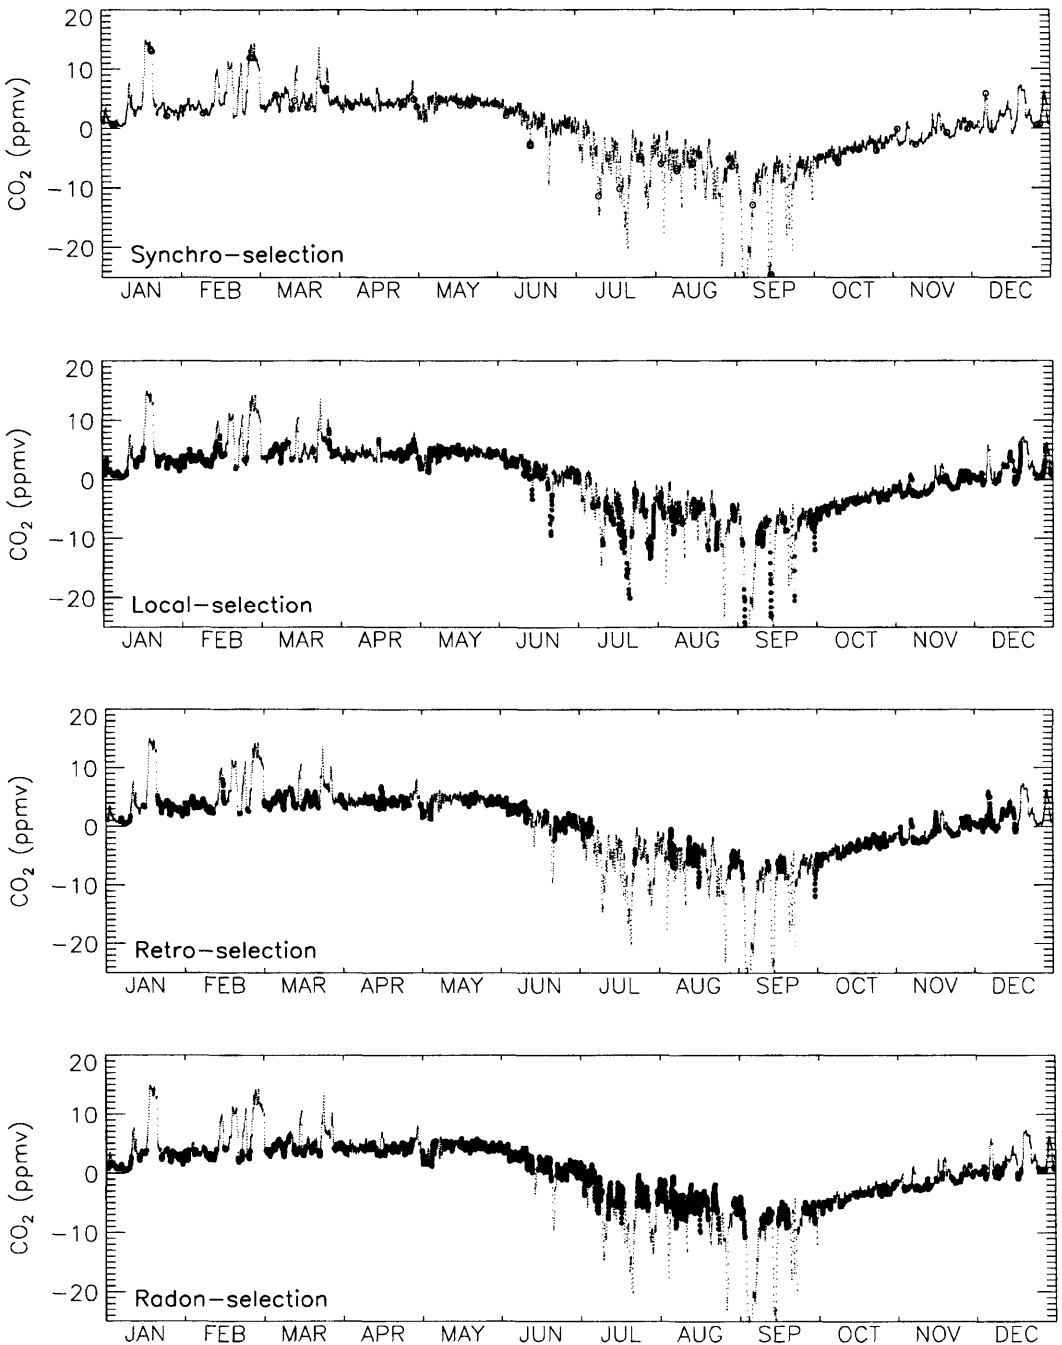 20
10
0
−10
−20
CO2 (ppmv)
Synchro−selection
JAN FEB MAR APR MAY JUN JUL AUG SEP OCT NOV DEC
20
10
0
−10
−20
CO2 (ppmv)
Local−selection
JAN FEB MAR APR MAY JUN JUL AUG SEP OCT NOV DEC
20
10
0
−10
−20
CO2 (ppmv)
Retro−selection
JAN FEB MAR APR MAY JUN JUL AUG SEP OCT NOV DEC
20
10
0
−10
−20
CO2 (ppmv)
Radon−selection
JAN FEB MAR APR MAY JUN JUL AUG SEP OCT NOV DEC